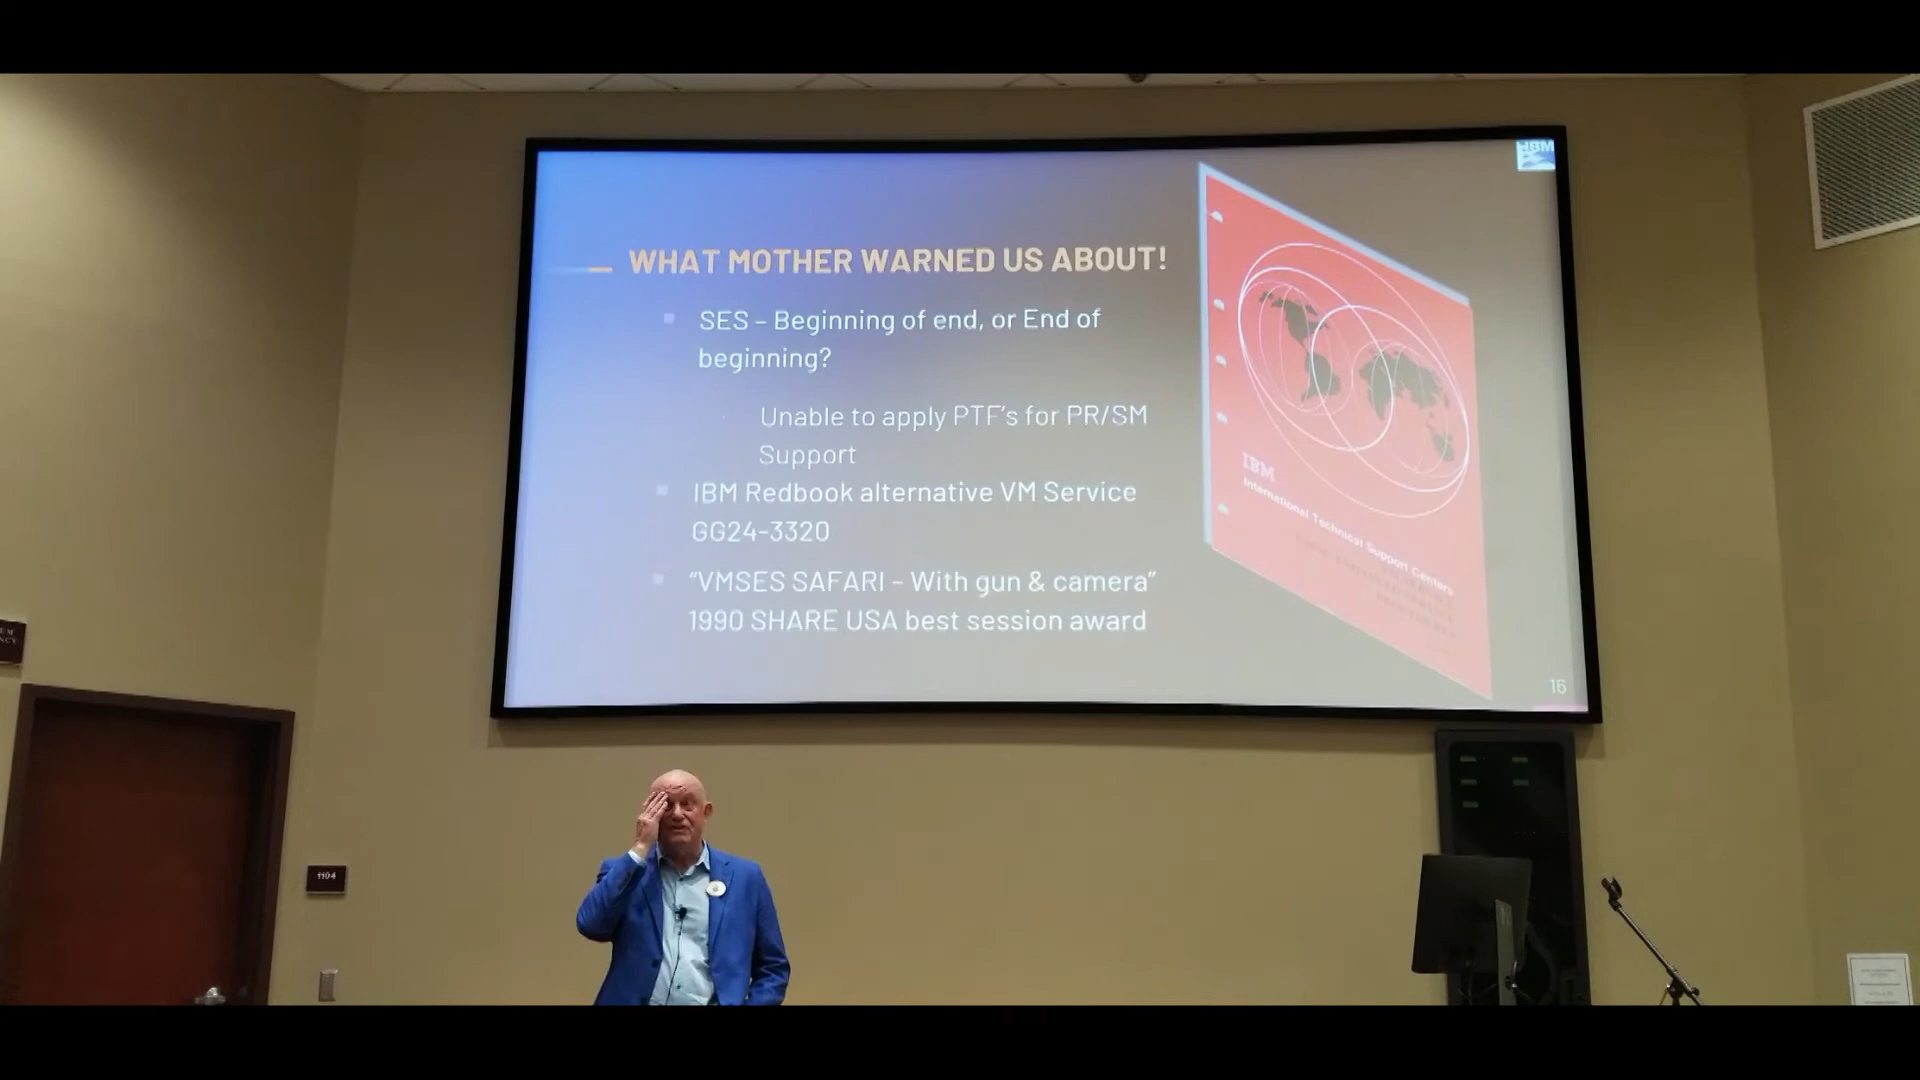 IBM
WHAT MOTHER WARNED US ABOUT!
SES – Beginning of end, or End of
beginning?
Unable to apply PTF's for PR/SM
Support
IBM Redbook alternative VM Service
GG24-3320
“VMSES SAFARI – With gun & camera”
1990 SHARE USA best session award
IBM
International Technical Support Centers
16
1104